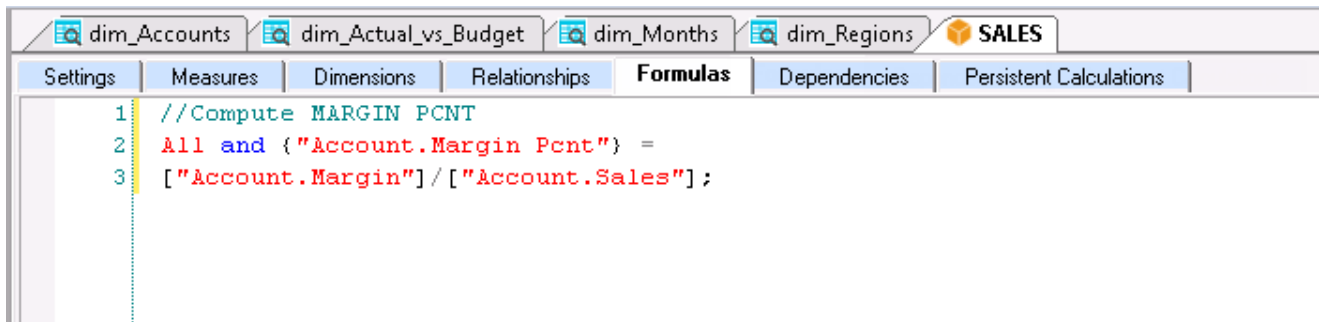 dim_Accounts dim_Actual_vs_Budget dim_Months dim_Regions SALES
Settings Measures Dimensions Relationships Formulas Dependencies Persistent Calculations
1 //Compute MARGIN PCNT
2 All and {"Account.Margin Pcnt"} =
3 ["Account.Margin"]/["Account.Sales"];